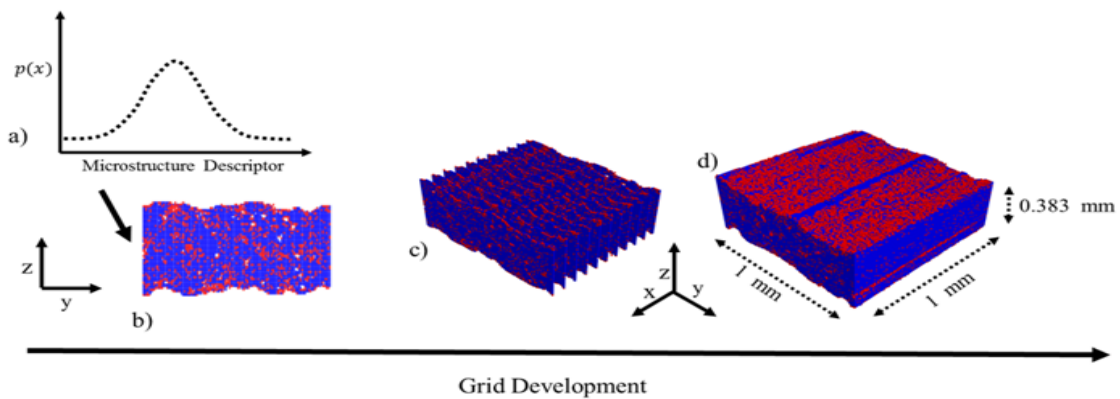 p(x)
a)
Microstructure Descriptor
z
y
b)
c)
d)
0.383 mm
z
x
y
1 mm
1 mm
Grid Development